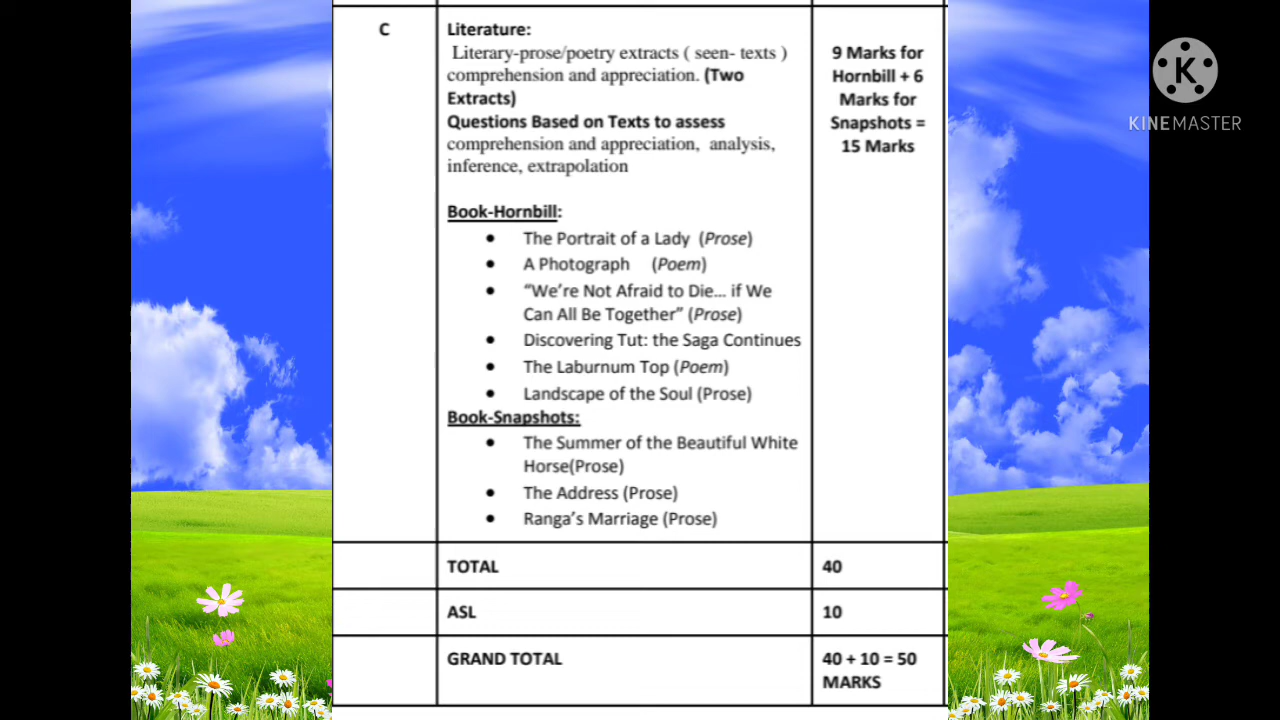 C
Literature:
Literary-prose/poetry extracts ( seen- texts )
comprehension and appreciation. (Two
Extracts)
Questions Based on Texts to assess
comprehension and appreciation, analysis,
inference, extrapolation
9 Marks for
Hornbill + 6
Marks for
Snapshots =
15 Marks
Book-Hornbill:
• The Portrait of a Lady (Prose)
• A Photograph (Poem)
• “We’re Not Afraid to Die… if We
Can All Be Together” (Prose)
• Discovering Tut: the Saga Continues
• The Laburnum Top (Poem)
• Landscape of the Soul (Prose)
Book-Snapshots:
• The Summer of the Beautiful White
Horse(Prose)
• The Address (Prose)
• Ranga’s Marriage (Prose)
TOTAL 40
ASL 10
GRAND TOTAL 40 + 10 = 50
MARKS
K
KINEMASTER